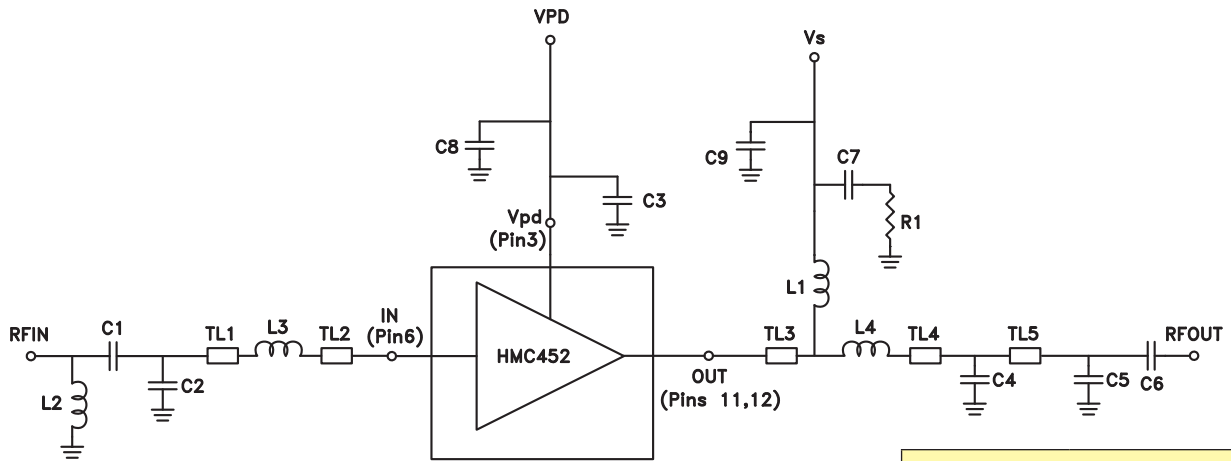 VPD
Vs
C8
C9
C7
C3
R1
Vpd
(Pin3)
L1
RFIN
C1
TL1
L3
TL2
IN
(Pin6)
HMC452
TL3
L4
TL4
TL5
RFOUT
L2
C2
OUT
(Pins 11,12)
C4
C5
C6